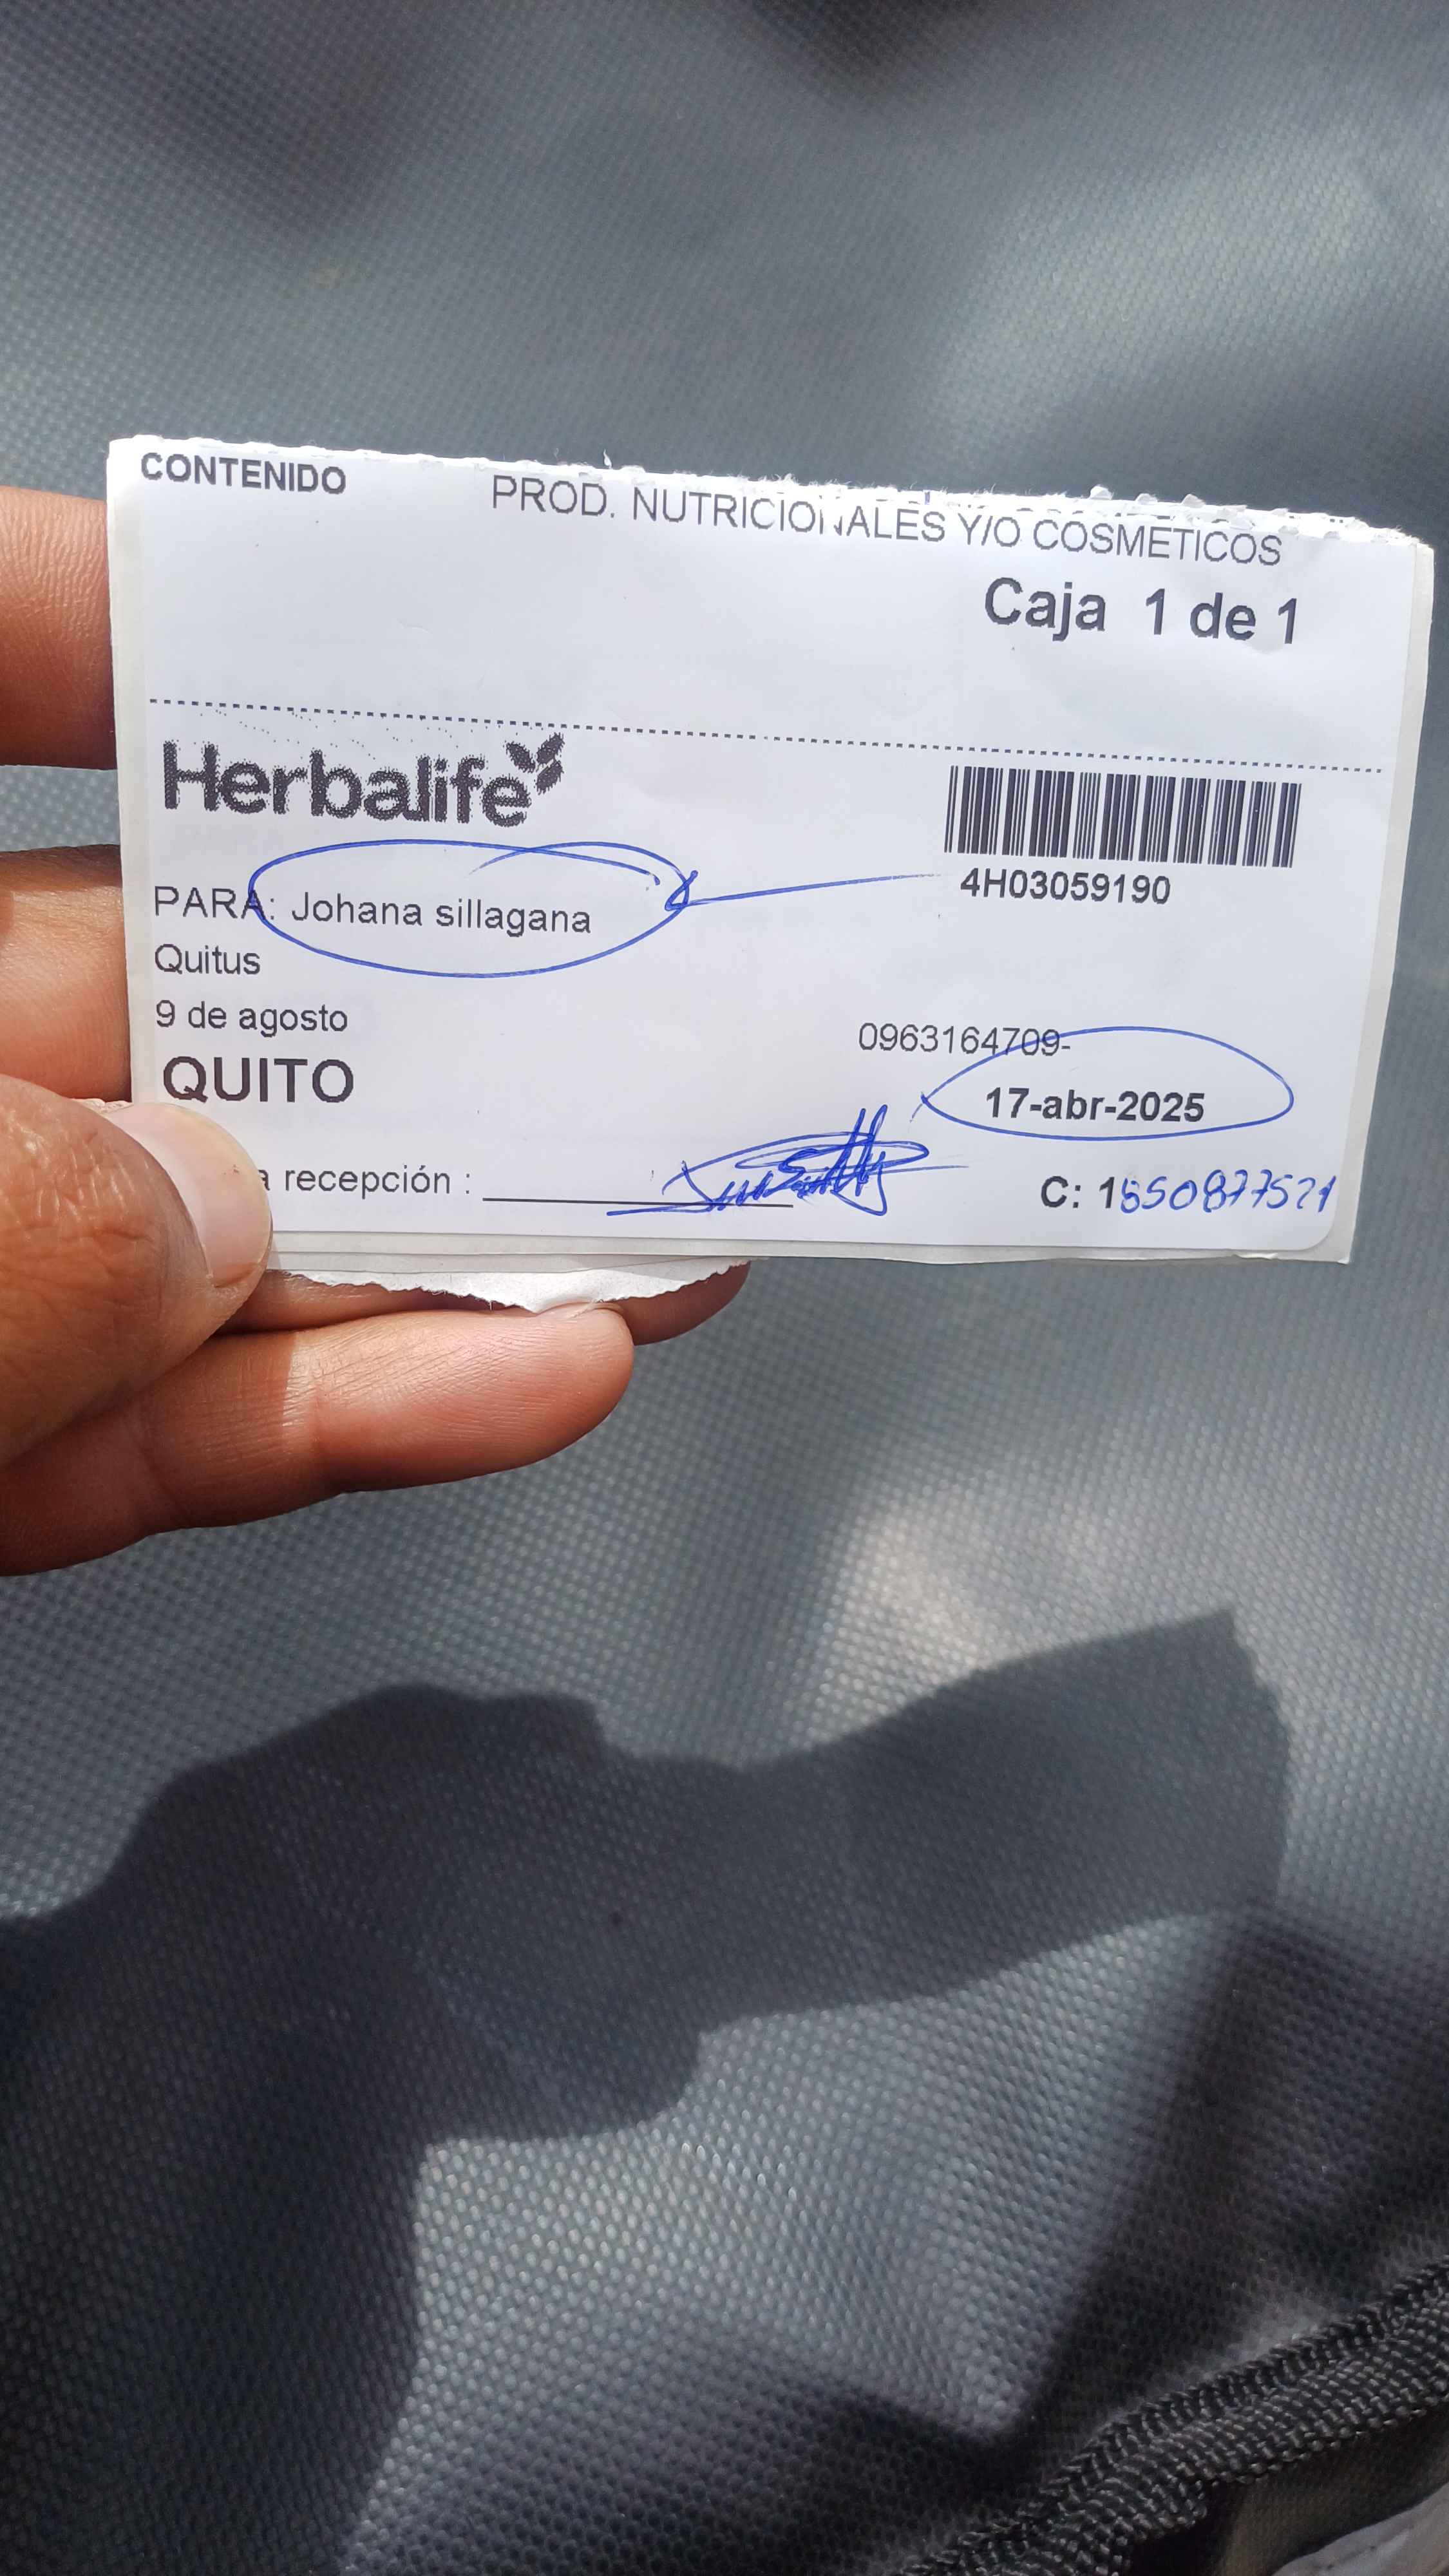 CONTENIDO PROD. NUTRICIONALES Y/O COSMETICOS
Caja 1 de 1
Herbalife
4H03059190
PARA: Johana sillagana
Quitus
9 de agosto
0963164709-
QUITO
17-abr-2025
a recepción :
C: 1550877521